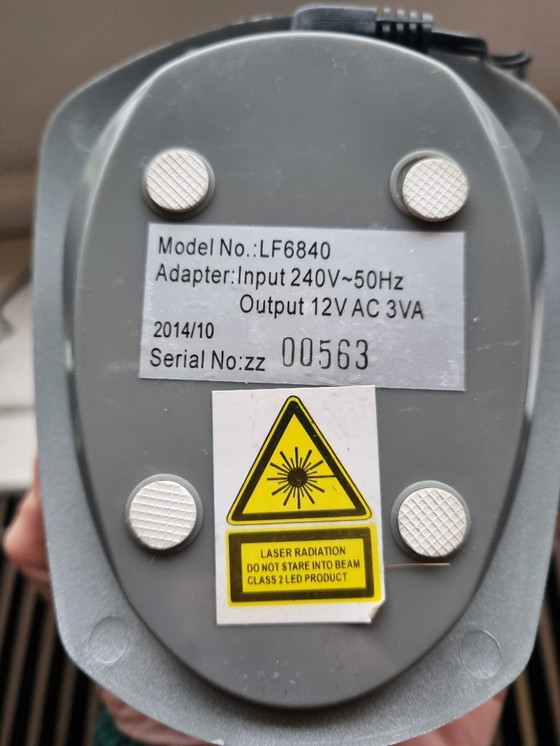 Model No.:LF6840
Adapter:Input 240V~50Hz
Output 12V AC 3VA
2014/10
Serial No:zz 00563
LASER RADIATION
DO NOT STARE INTO BEAM
CLASS 2 LED PRODUCT